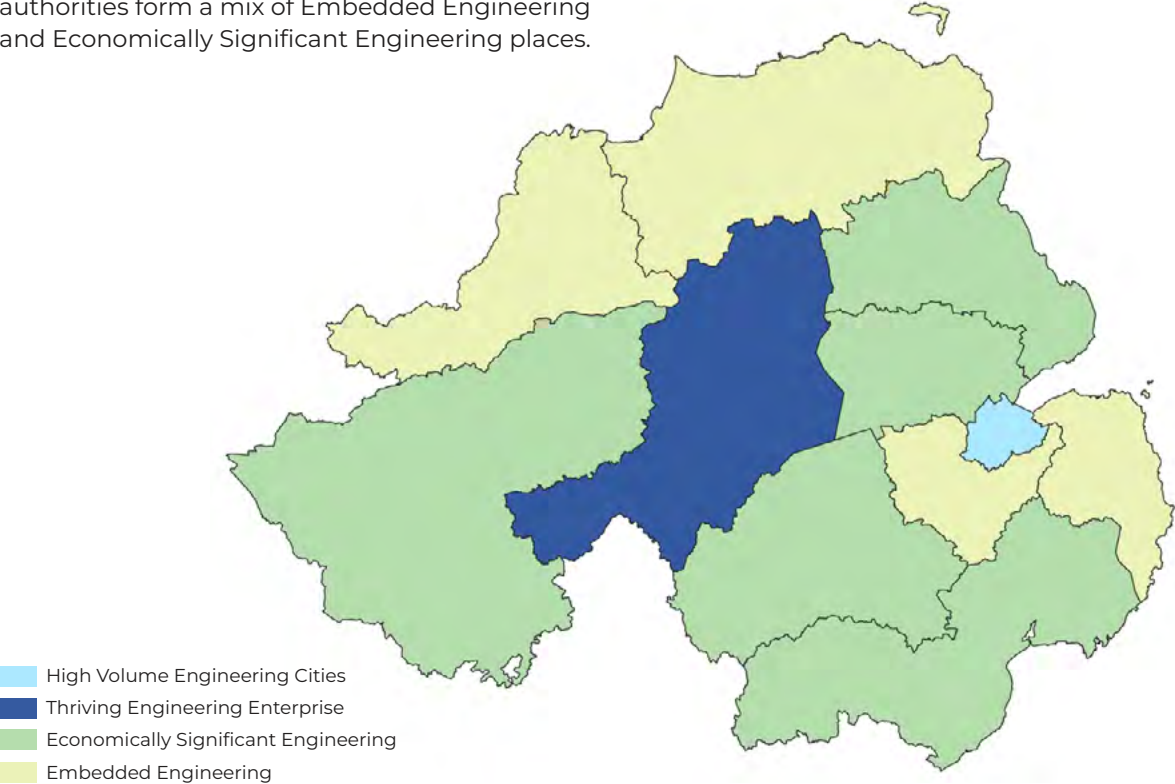 authorities form a mix of Embedded Engineering
and Economically Significant Engineering places.
High Volume Engineering Cities
Thriving Engineering Enterprise
Economically Significant Engineering
Embedded Engineering